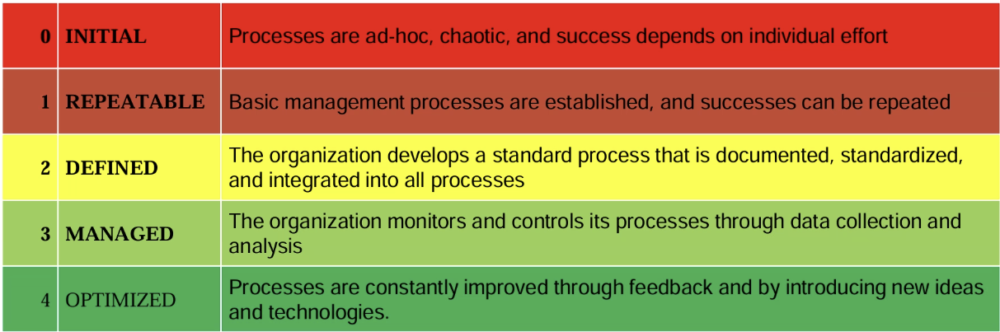 0 INITIAL Processes are ad-hoc, chaotic, and success depends on individual effort
1 REPEATABLE Basic management processes are established, and successes can be repeated
2 DEFINED The organization develops a standard process that is documented, standardized,
and integrated into all processes
3 MANAGED The organization monitors and controls its processes through data collection and
analysis
4 OPTIMIZED Processes are constantly improved through feedback and by introducing new ideas
and technologies.